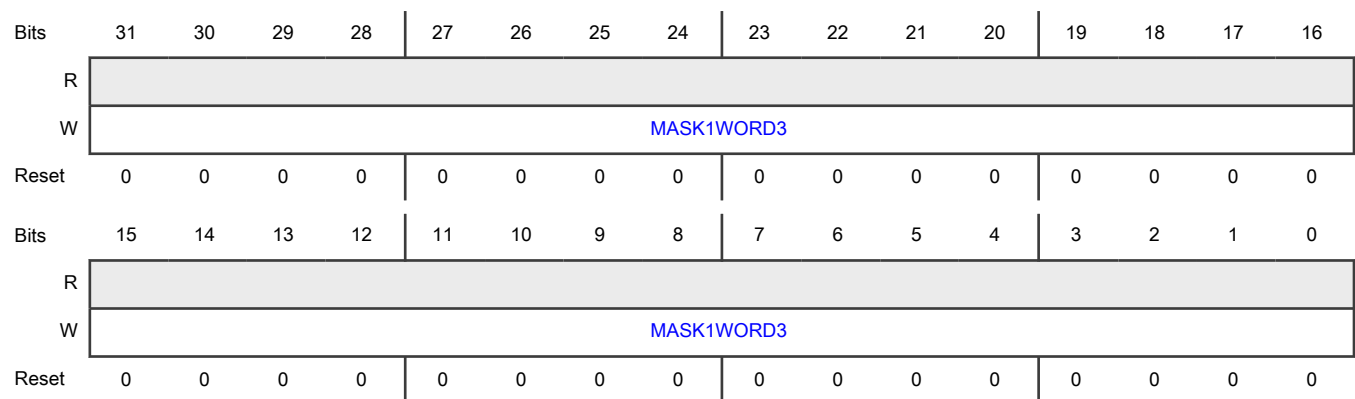 Bits 31 30 29 28 27 26 25 24 23 22 21 20 19 18 17 16
R
W MASK1WORD3
Reset 0 0 0 0 0 0 0 0 0 0 0 0 0 0 0 0
Bits 15 14 13 12 11 10 9 8 7 6 5 4 3 2 1 0
R
W MASK1WORD3
Reset 0 0 0 0 0 0 0 0 0 0 0 0 0 0 0 0